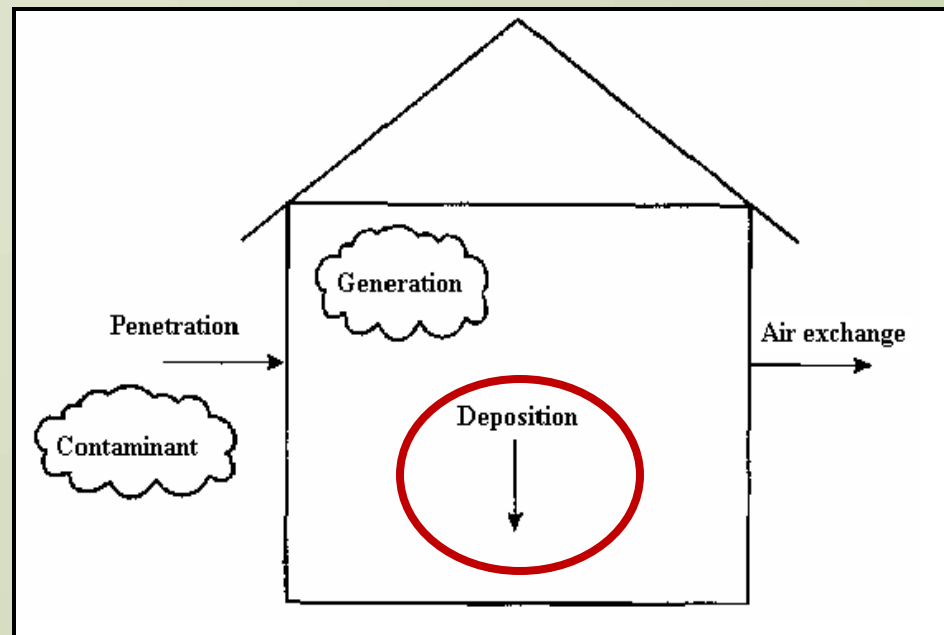 Generation
Penetration
Air exchange
Deposition
Contaminant